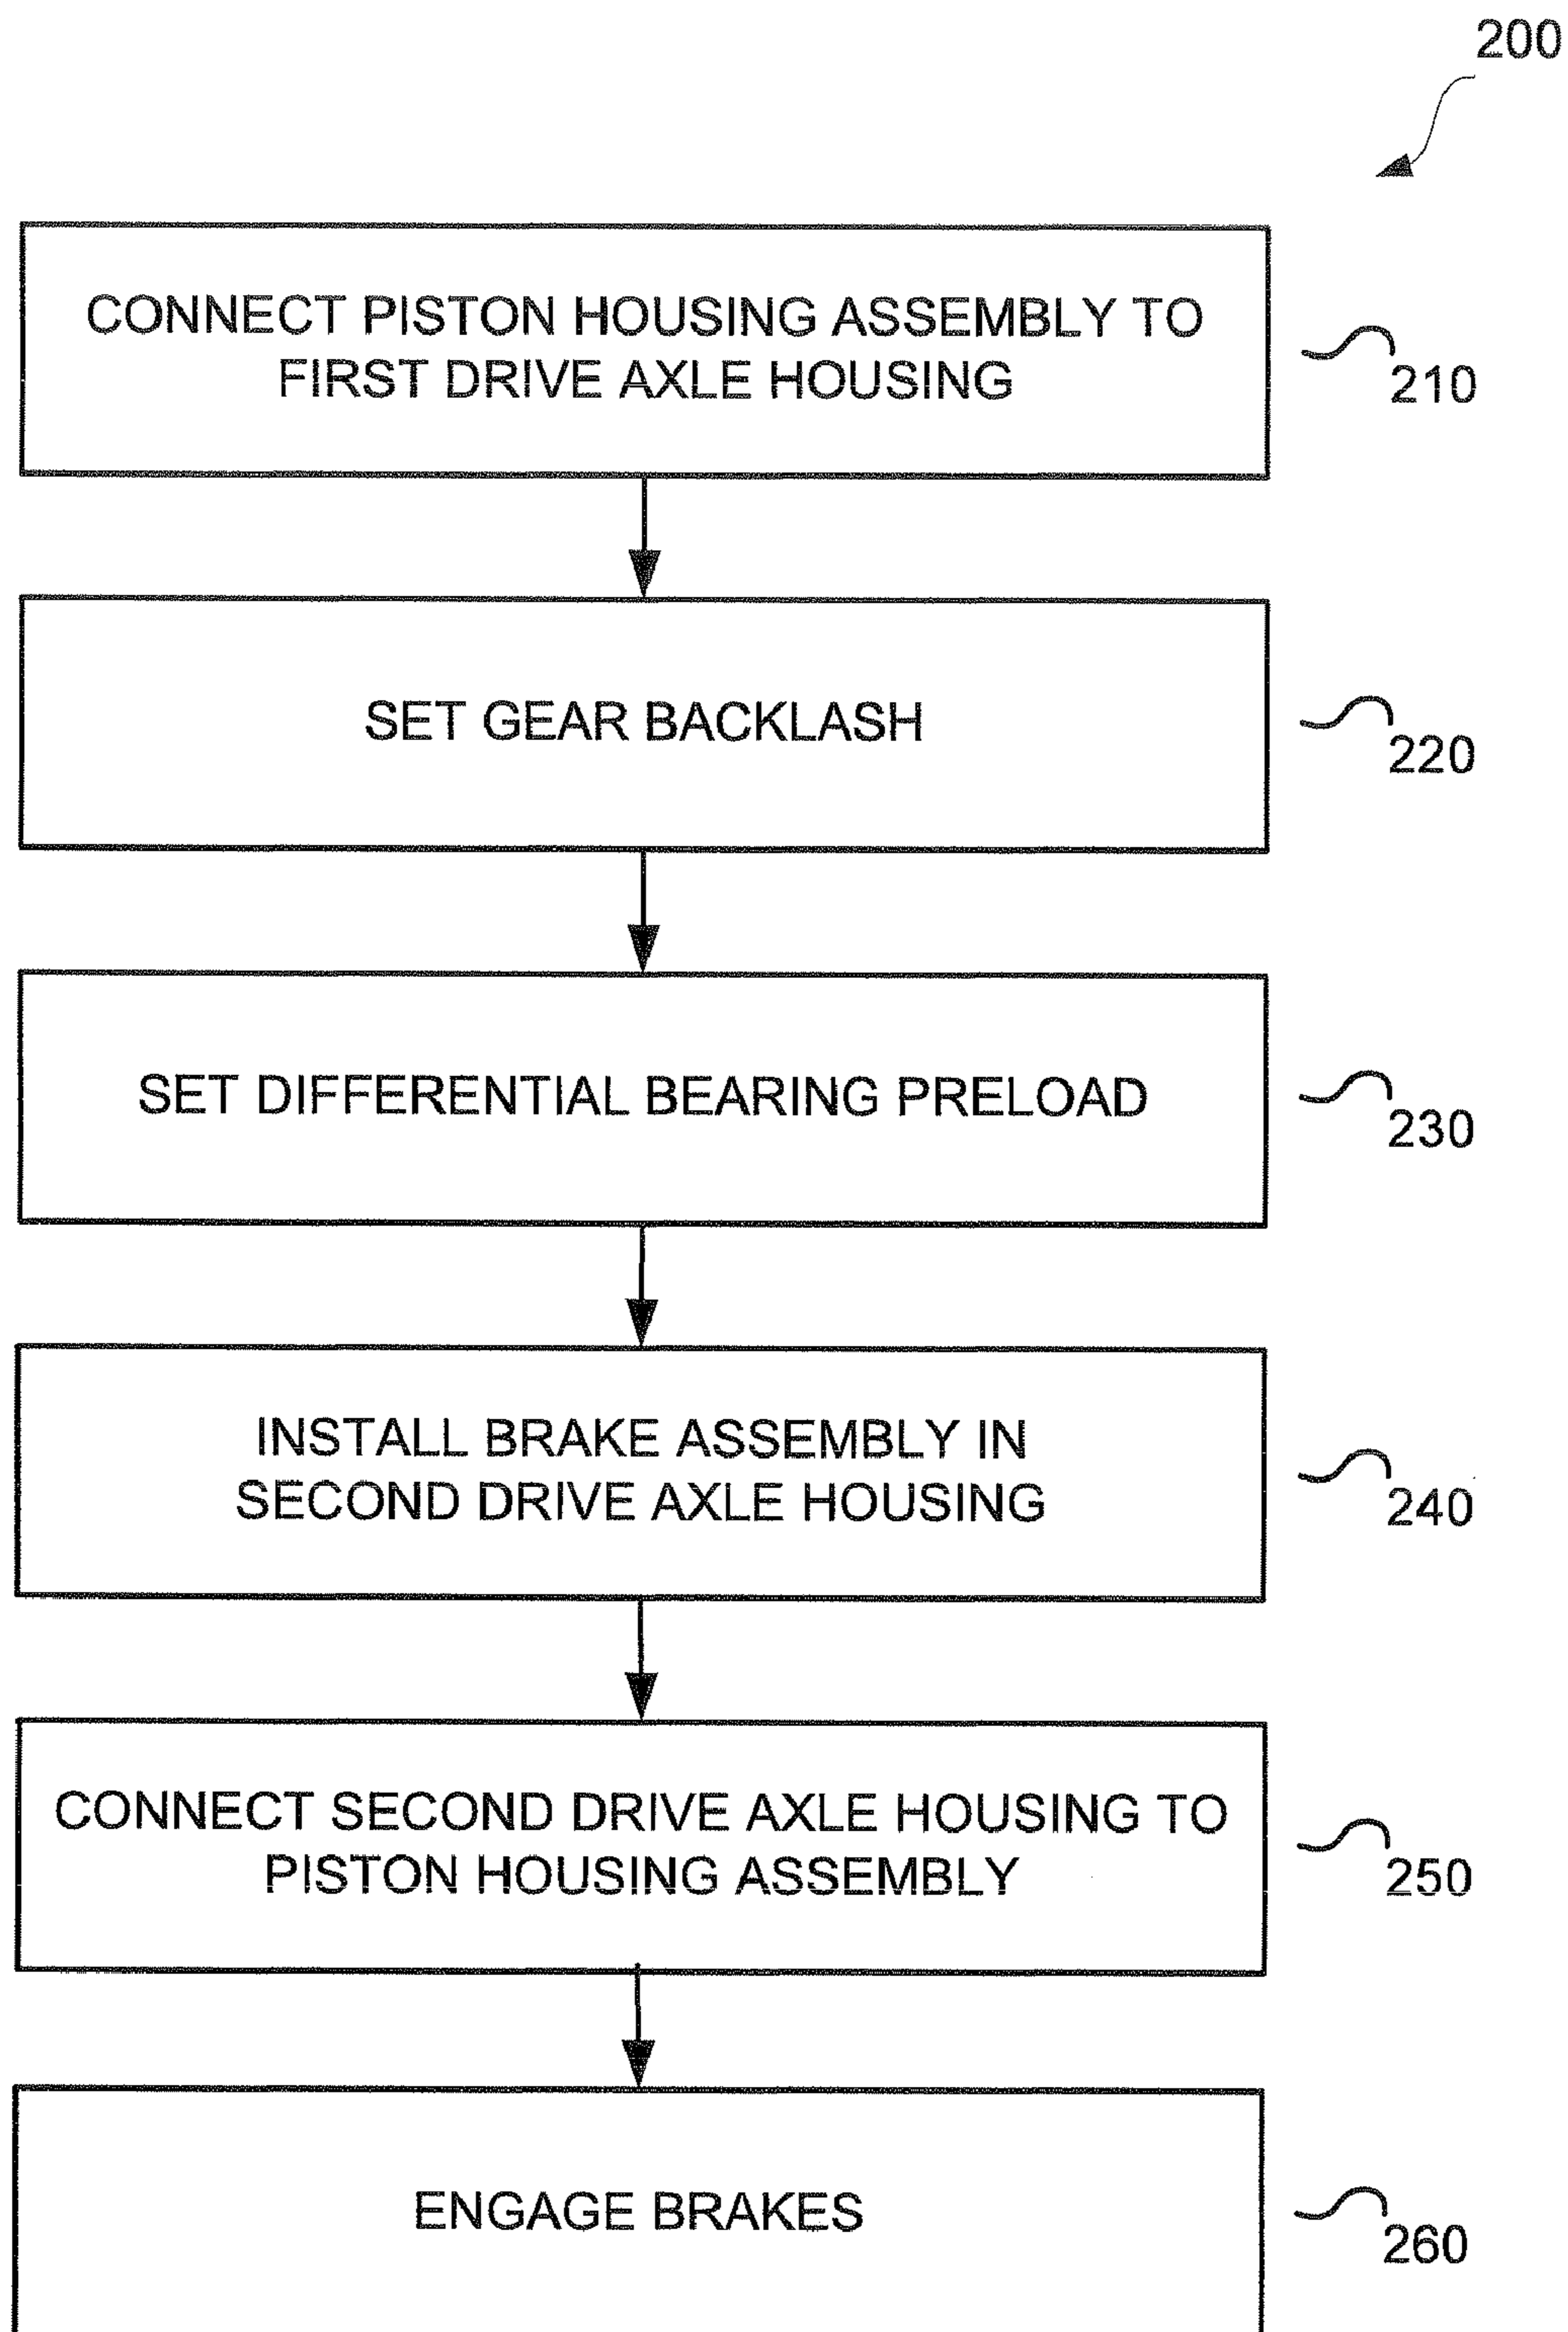 200
CONNECT PISTON HOUSING ASSEMBLY TO
FIRST DRIVE AXLE HOUSING
210
SET GEAR BACKLASH
220
SET DIFFERENTIAL BEARING PRELOAD
230
INSTALL BRAKE ASSEMBLY IN
SECOND DRIVE AXLE HOUSING
240
CONNECT SECOND DRIVE AXLE HOUSING TO
PISTON HOUSING ASSEMBLY
250
ENGAGE BRAKES
260